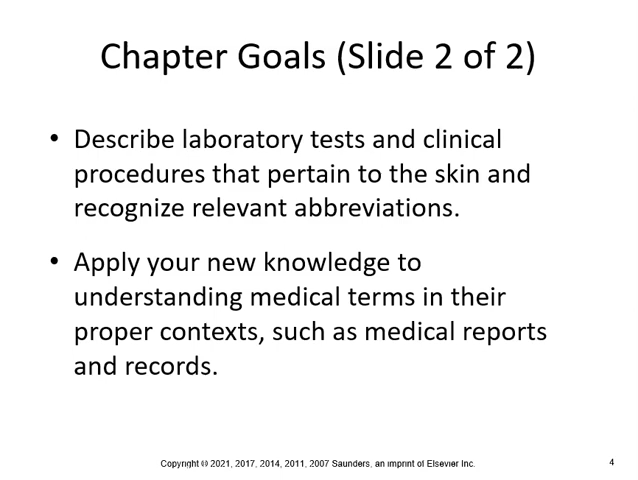 Chapter Goals (Slide 2 of 2)
• Describe laboratory tests and clinical
procedures that pertain to the skin and
recognize relevant abbreviations.
• Apply your new knowledge to
understanding medical terms in their
proper contexts, such as medical reports
and records.
Copyright © 2021, 2017, 2014, 2011, 2007 Saunders, an imprint of Elsevier Inc.
4